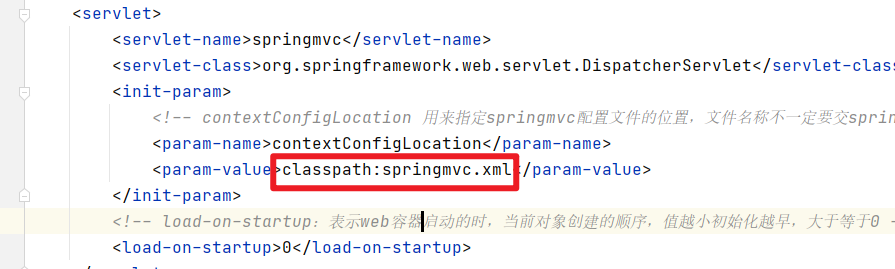 <servlet>
<servlet-name>springmvc</servlet-name>
<servlet-class>org.springframework.web.servlet.DispatcherServlet</servlet-clas
<init-param>
<!-- contextConfigLocation 用来指定springmvc配置文件的位置，文件名称不一定要交sprin
<param-name>contextConfigLocation</param-name>
<param-value>classpath:springmvc.xml</param-value>
</init-param>
<!-- load-on-startup：表示web容器启动的时，当前对象创建的顺序，值越小初始化越早，大于等于0 -
<load-on-startup>0</load-on-startup>